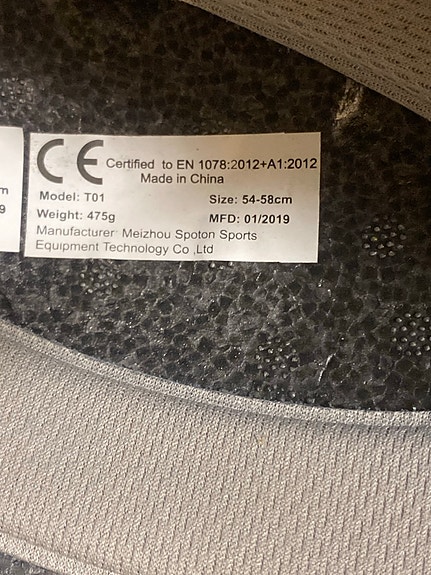 CE Certified to EN 1078:2012+A1:2012
Made in China
Model: T01 Size: 54-58cm
Weight: 475g MFD: 01/2019
Manufacturer: Meizhou Spoton Sports
Equipment Technology Co ,Ltd
m
9